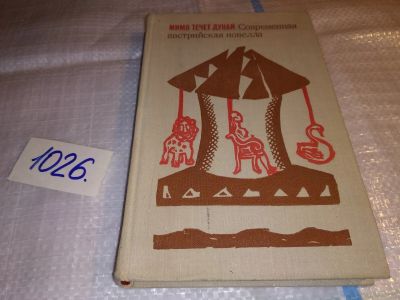 МИМО ТЕЧЕТ ДУНАЙ Современная
австрийская новелла
1026.